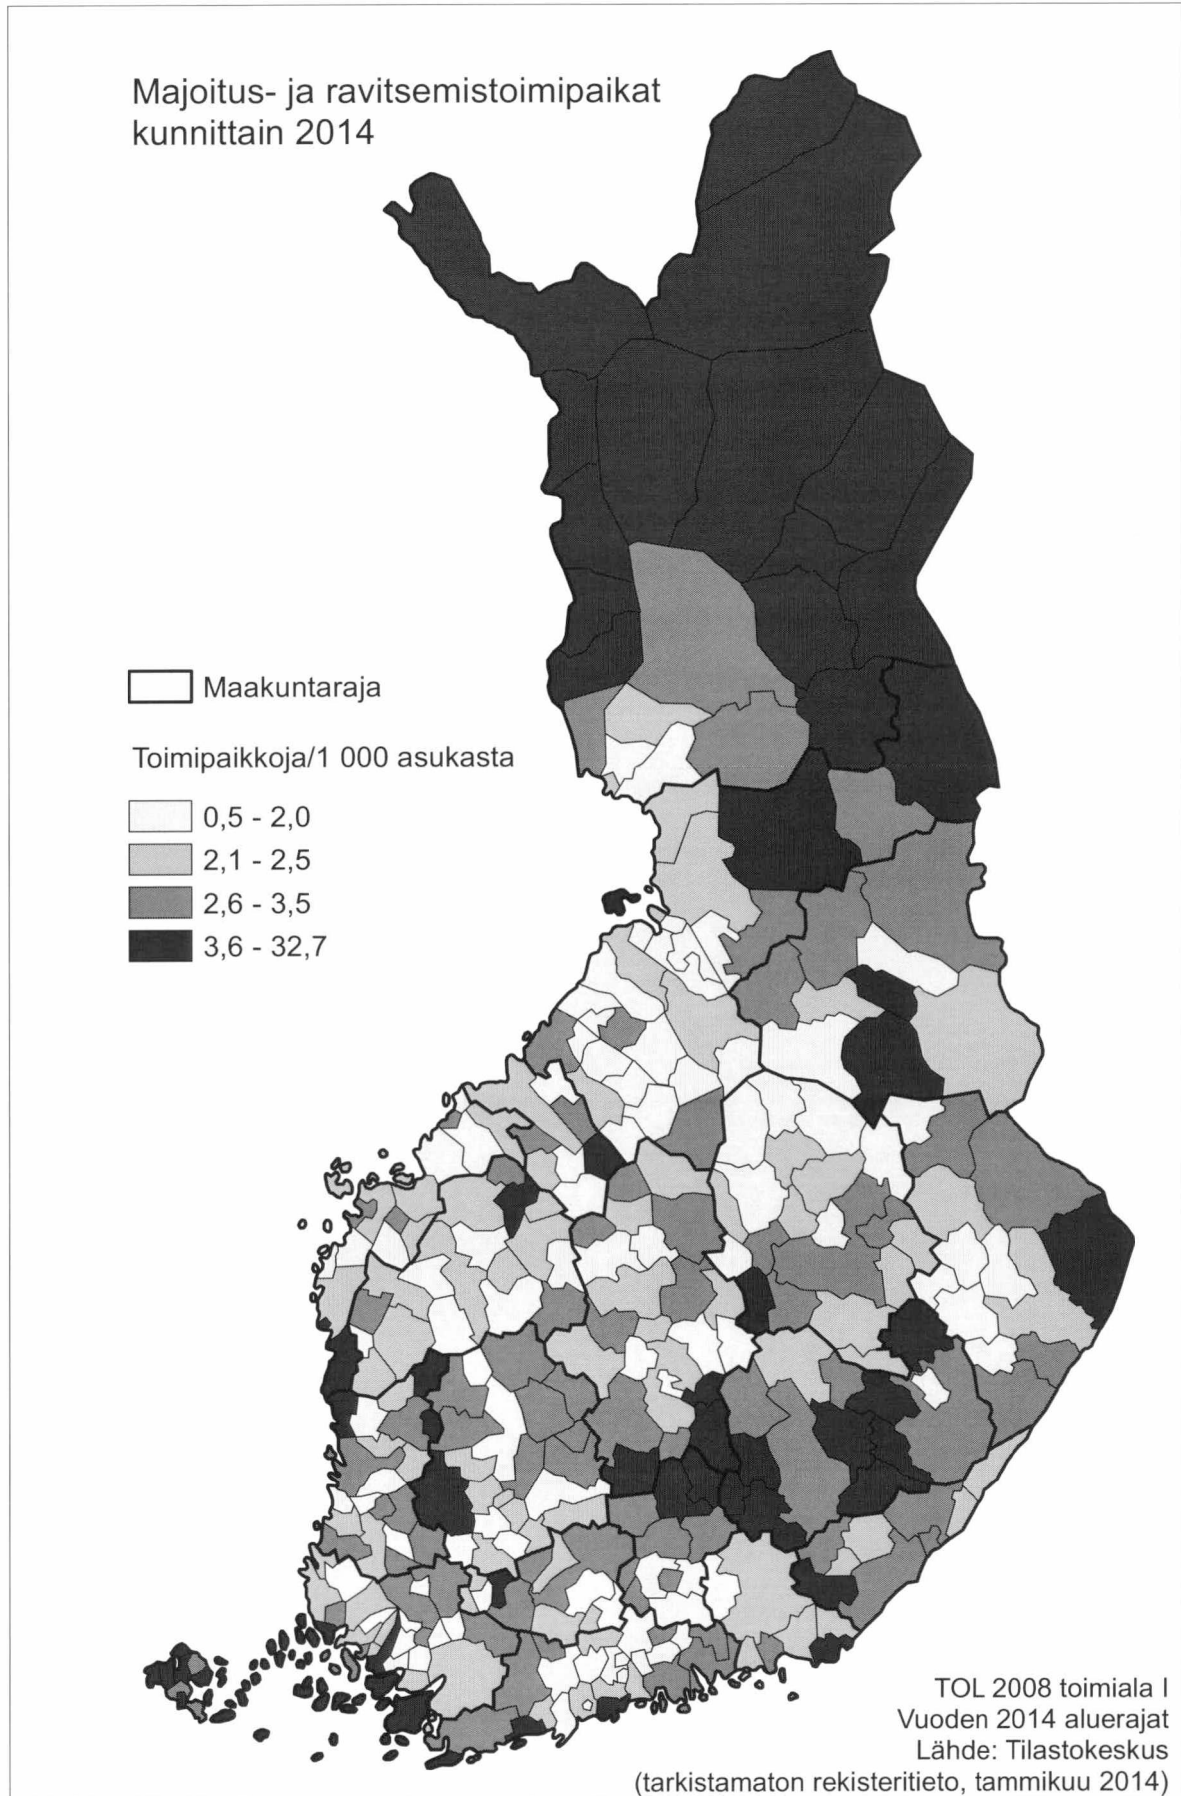 Majoitus- ja ravitsemistoimipaikat
kunnittain 2014
Maakuntaraja
Toimipaikkoja/1 000 asukasta
0,5 - 2,0
2,1 - 2,5
2,6 - 3,5
3,6 - 32,7
TOL 2008 toimiala I
Vuoden 2014 aluerajat
Lähde: Tilastokeskus
(tarkistamaton rekisteritieto, tammikuu 2014)